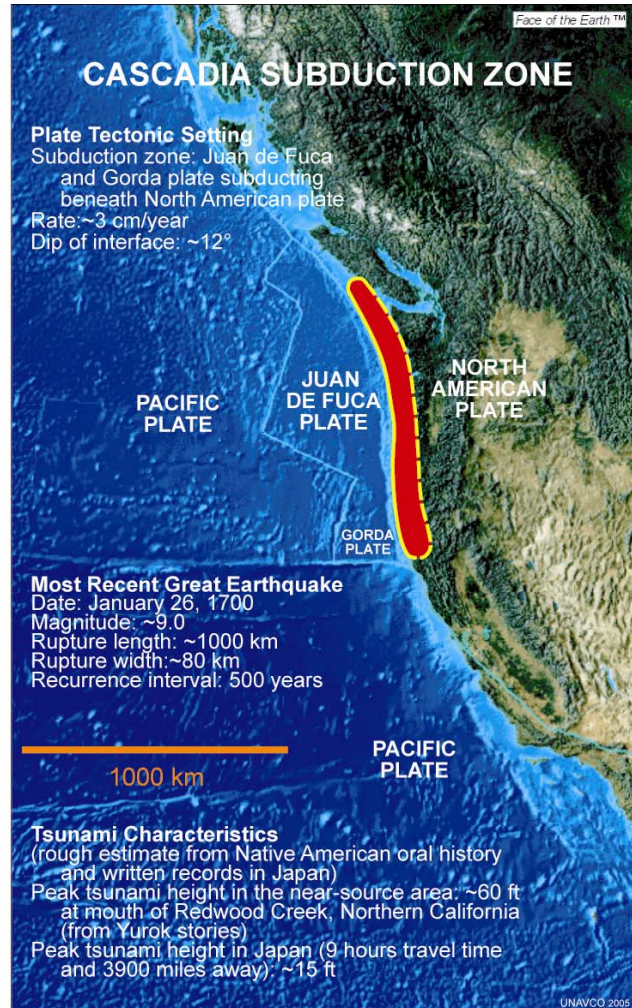 Face of the Earth ™
CASCADIA SUBDUCTION ZONE
Plate Tectonic Setting
Subduction zone: Juan de Fuca
and Gorda plate subducting
beneath North American plate
Rate:~3 cm/year
Dip of interface: ~12°
JUAN
DE FUCA
PLATE
NORTH
AMERICAN
PLATE
PACIFIC
PLATE
GORDA
PLATE
Most Recent Great Earthquake
Date: January 26, 1700
Magnitude: ~9.0
Rupture length: ~1000 km
Rupture width:~80 km
Recurrence interval: 500 years
1000 km
PACIFIC
PLATE
Tsunami Characteristics
(rough estimate from Native American oral history
and written records in Japan)
Peak tsunami height in the near-source area: ~60 ft
at mouth of Redwood Creek, Northern California
(from Yurok stories)
Peak tsunami height in Japan (9 hours travel time
and 3900 miles away): ~15 ft
UNAVCO 2005